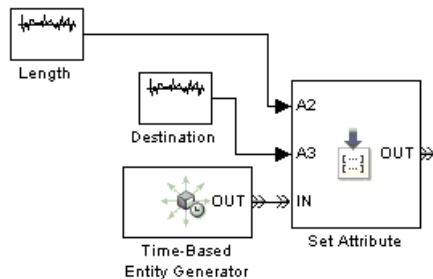 Length
A2
Destination
A3
OUT
OUT
IN
Set Attribute
Time-Based
Entity Generator